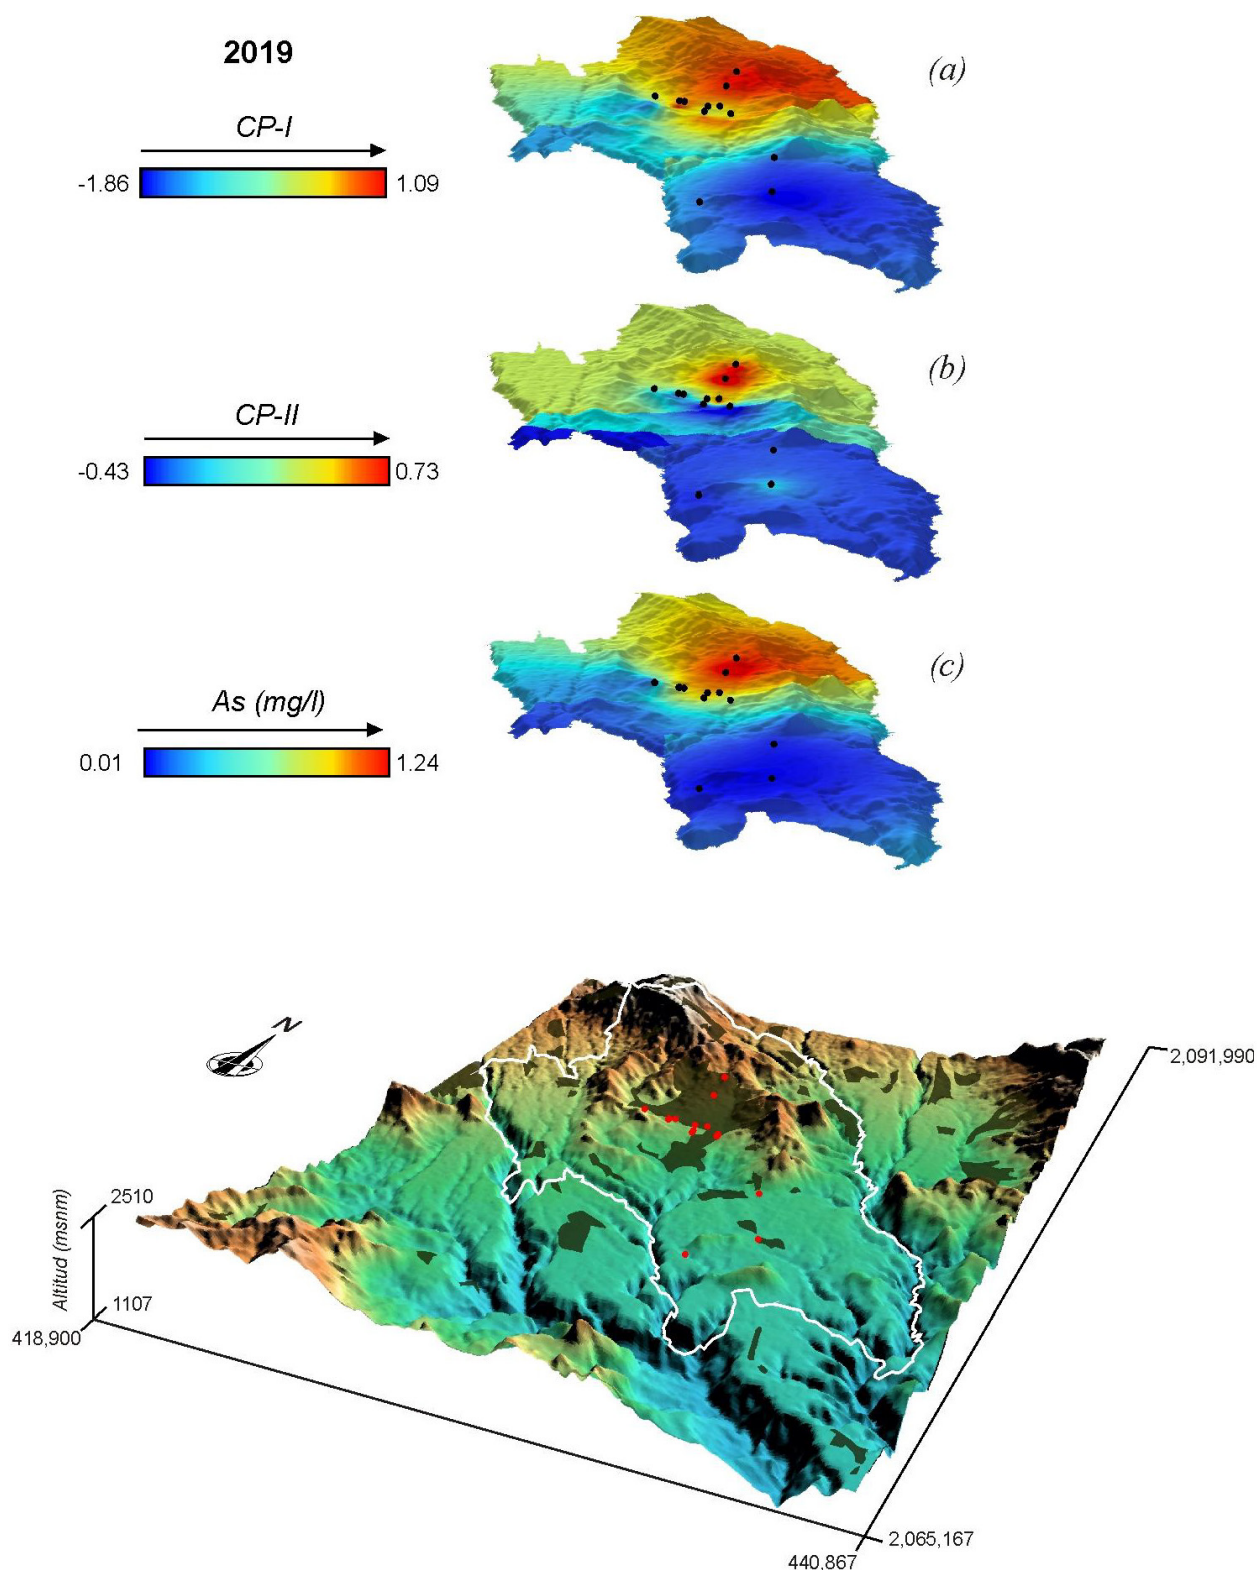 2019
(a)
CP-I
-1.86
1.09
(b)
CP-II
-0.43
0.73
(c)
As (mg/l)
0.01
1.24
N
2,091,990
Altitud (msnm)
2510
1107
418,900
2,065,167
440,867